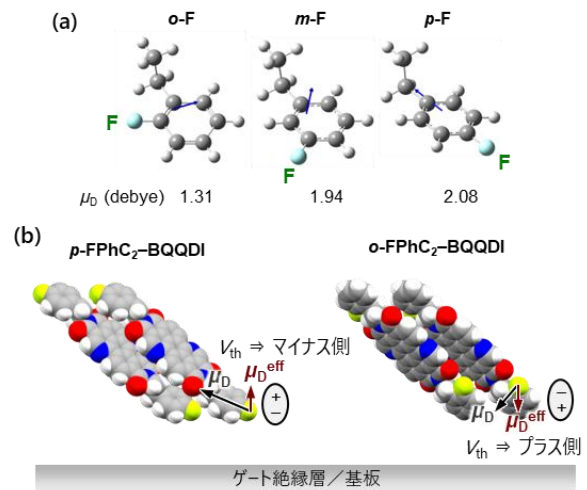 (a)
o-F m-F p-F
F
F
F
μD (debye) 1.31 1.94 2.08
(b)
p-FPhC2–BQQDI o-FPhC2–BQQDI
Vth ⇒ マイナス側
μD μDeff + −
μD μDeff − +
Vth ⇒ プラス側
ゲート絶縁層／基板